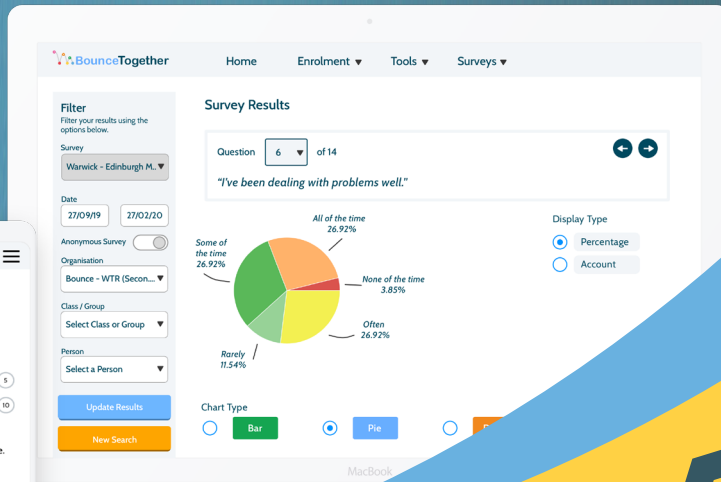 BounceTogether
Home Enrolment Tools Surveys
Filter
Filter your results using the
options below.
Survey
Warwick - Edinburgh M..
Date
27/09/19 27/02/20
Anonymous Survey
Organisation
Bounce - WTR (Secon....
Class / Group
Select Class or Group
Person
Select a Person
Update Results
New Search
Survey Results
Question 6 of 14
“I've been dealing with problems well.”
All of the time
26.92%
Some of
the time
26.92%
None of the time
3.85%
Often
26.92%
Rarely
11.54%
Display Type
Percentage
Account
Chart Type
Bar Pie
MacBook
5
10